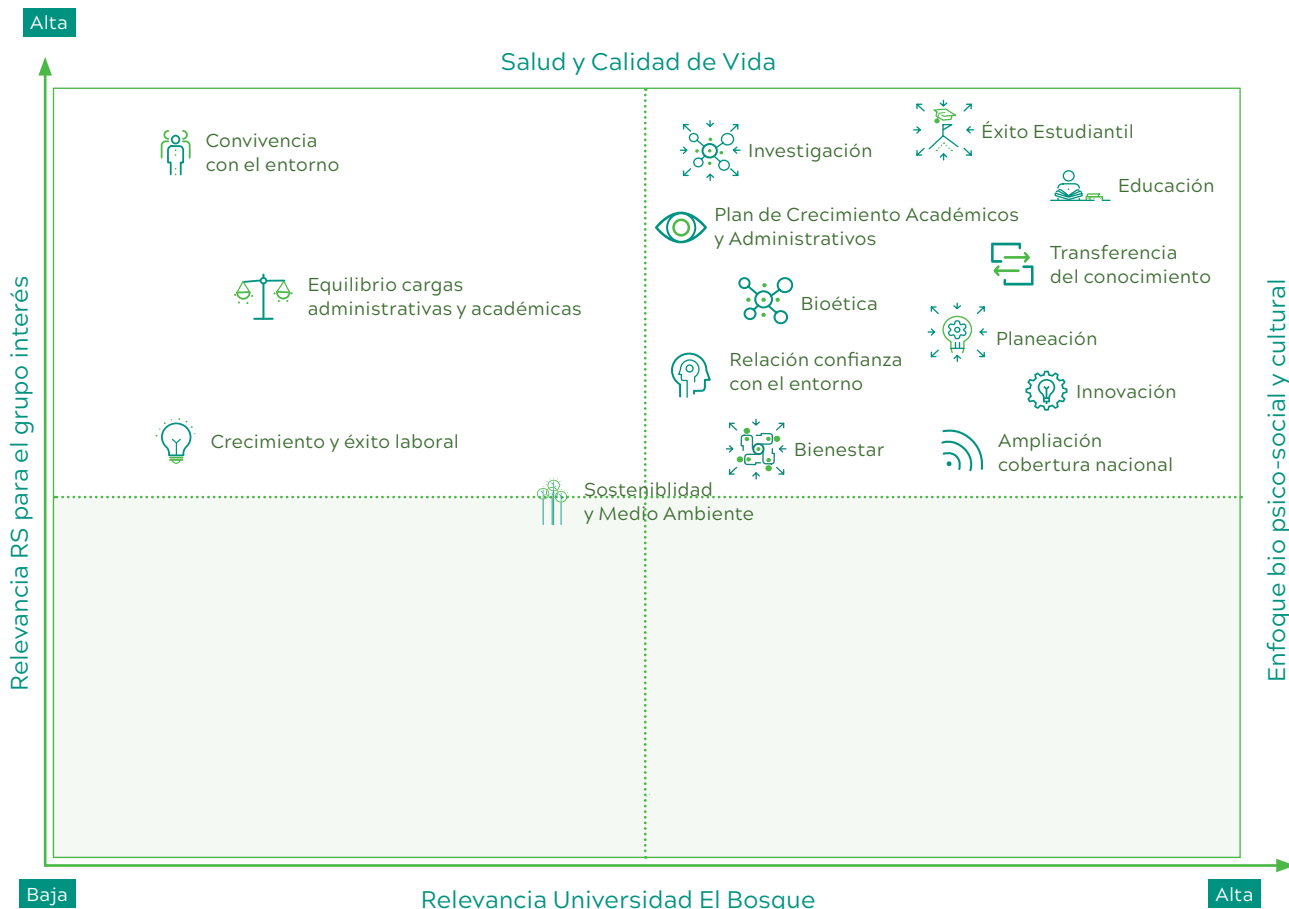 Alta
Salud y Calidad de Vida
Convivencia
con el entorno
Investigación
Éxito Estudiantil
Educación
Plan de Crecimiento Académicos
y Administrativos
Transferencia
del conocimiento
Equilibrio cargas
administrativas y académicas
Bioética
Planeación
Relación confianza
con el entorno
Innovación
Crecimiento y éxito laboral
Bienestar
Ampliación
cobertura nacional
Sosteniblidad
y Medio Ambiente
Relevancia RS para el grupo interés
Enfoque bio psico-social y cultural
Baja
Relevancia Universidad El Bosque
Alta